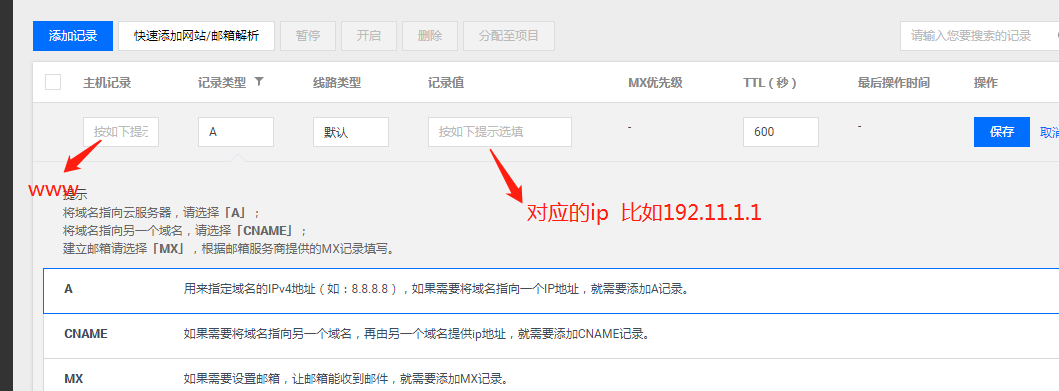 添加记录 快速添加网站/邮箱解析 暂停 开启 删除 分配至项目 请输入您要搜索的记录
主机记录 记录类型 线路类型 记录值 MX优先级 TTL（秒） 最后操作时间 操作
按如下提示 A 默认 按如下提示选填 - 600 - 保存 取消
www
提示
对应的ip 比如192.11.1.1
将域名指向云服务器，请选择「A」；
将域名指向另一个域名，请选择「CNAME」；
建立邮箱请选择「MX」，根据邮箱服务商提供的MX记录填写。
A 用来指定域名的IPv4地址（如：8.8.8.8），如果需要将域名指向一个IP地址，就需要添加A记录。
CNAME 如果需要将域名指向另一个域名，再由另一个域名提供ip地址，就需要添加CNAME记录。
MX 如果需要设置邮箱，让邮箱能收到邮件，就需要添加MX记录。